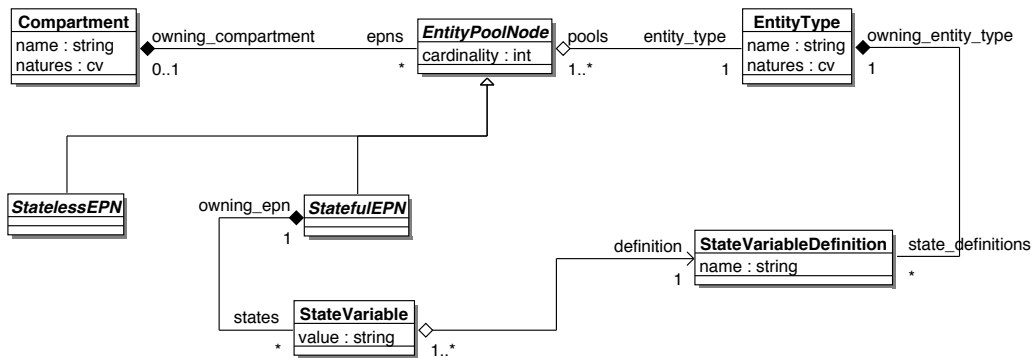 Compartment
name : string
natures : cv
owning_compartment
0..1
epns
*
EntityPoolNode
cardinality : int
pools
1..*
entity_type
1
EntityType
name : string
natures : cv
owning_entity_type
1
StatelessEPN
owning_epn
1
StatefulEPN
definition
1
StateVariableDefinition
name : string
state_definitions
*
states
*
StateVariable
value : string
1..*